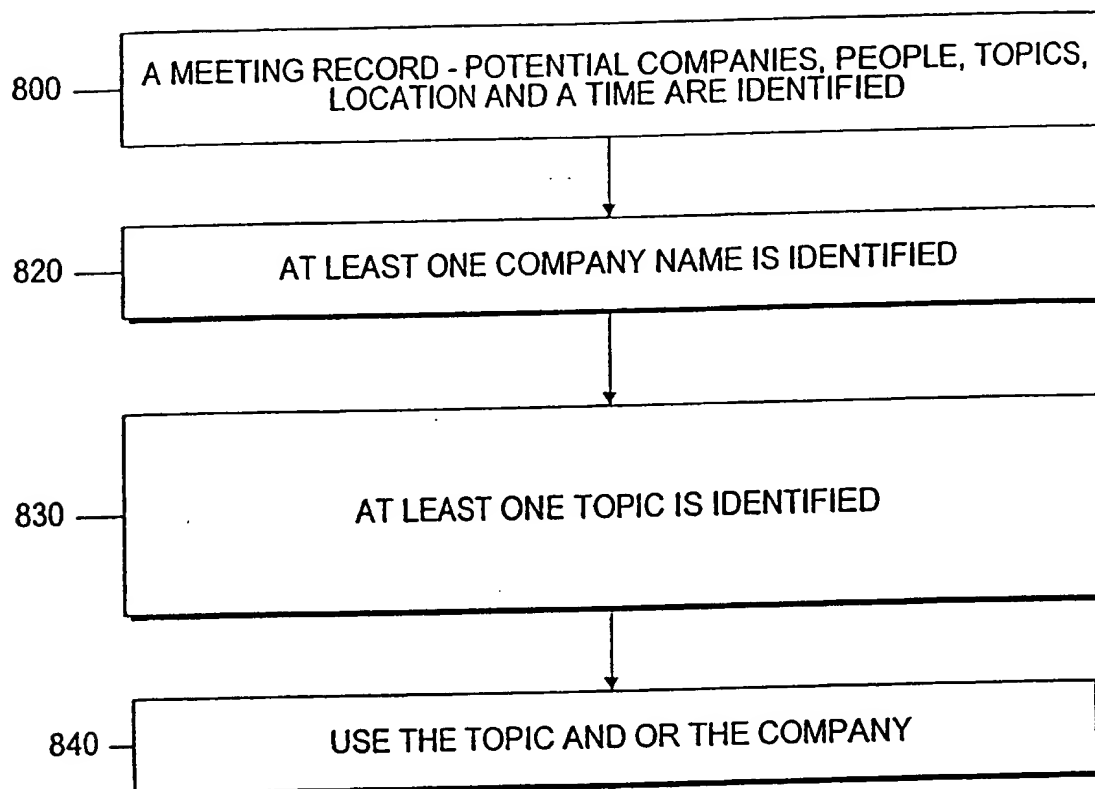 800
A MEETING RECORD - POTENTIAL COMPANIES, PEOPLE, TOPICS,
LOCATION AND A TIME ARE IDENTIFIED
820
AT LEAST ONE COMPANY NAME IS IDENTIFIED
830
AT LEAST ONE TOPIC IS IDENTIFIED
840
USE THE TOPIC AND OR THE COMPANY